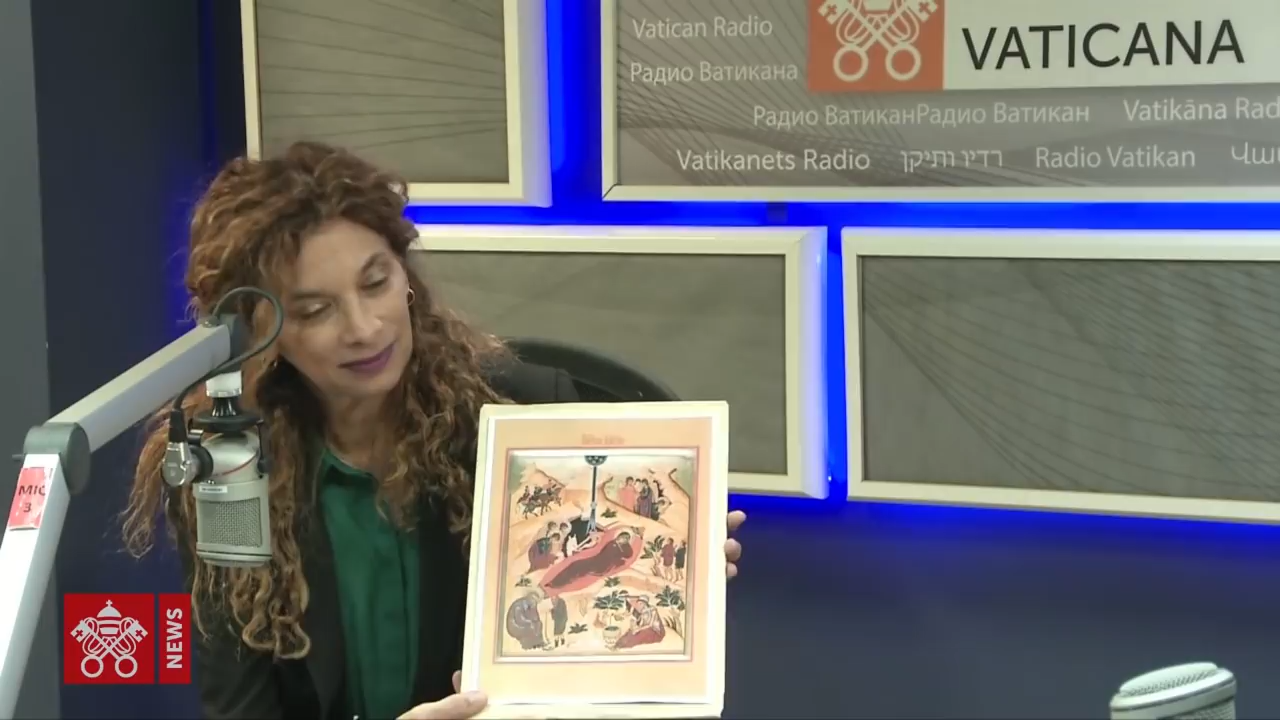 Vatican Radio
VATICANA
Радио Ватикана
Радио ВатиканРадио Ватикан
Vatikāna Rad
Vatikanets Radio
רדיו ותיקן
Radio Vatikan
Վատ
MIC
3
NEWS